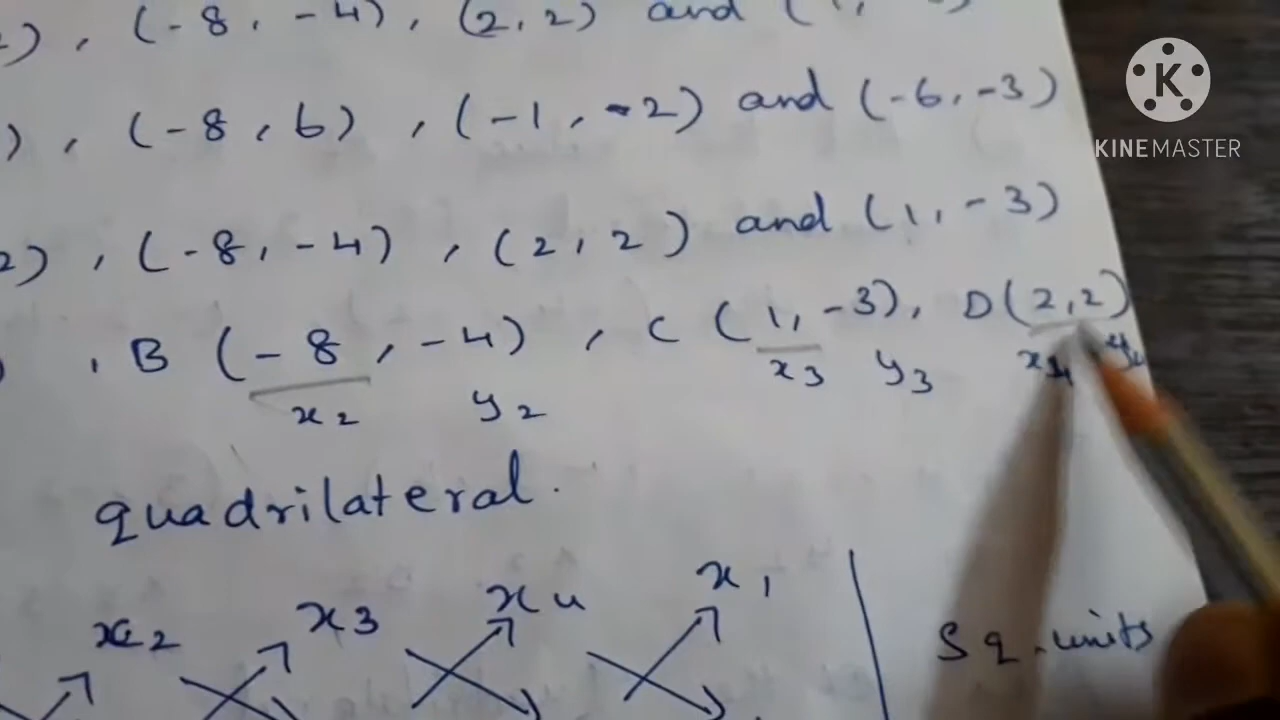 ), (-8, -4), (2,2) and (1,
), (-8, 6), (-1, -2) and (-6, -3)
2), (-8, -4), (2, 2) and (1, -3)
, B (-8, -4), C (1, -3), D(2,2)
x2 y2 x3 y3 x4 y4
quadrilateral.
x2 x3 x4 x1
Sq. units
K
KINEMASTER